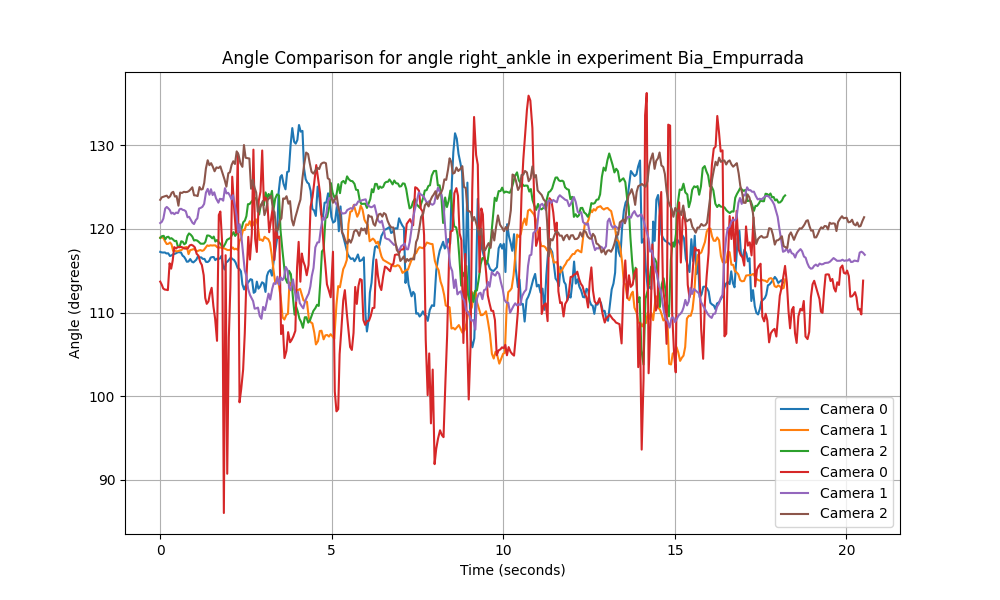 Angle Comparison for angle right_ankle in experiment Bia_Empurrada
Angle (degrees)
130
120
110
100
90
0 5 10 15 20
Time (seconds)
Camera 0
Camera 1
Camera 2
Camera 0
Camera 1
Camera 2